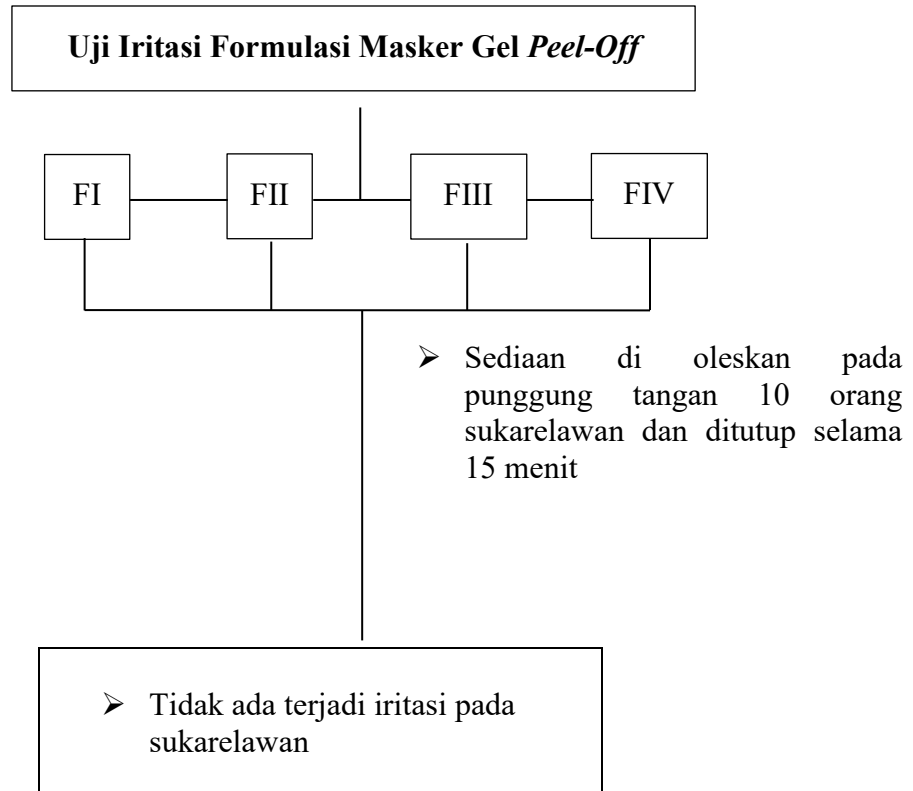 Uji Iritasi Formulasi Masker Gel Peel-Off
FI
FII
FIII
FIV
➢ Sediaan di oleskan pada
punggung tangan 10 orang
sukarelawan dan ditutup selama
15 menit
➢ Tidak ada terjadi iritasi pada
sukarelawan